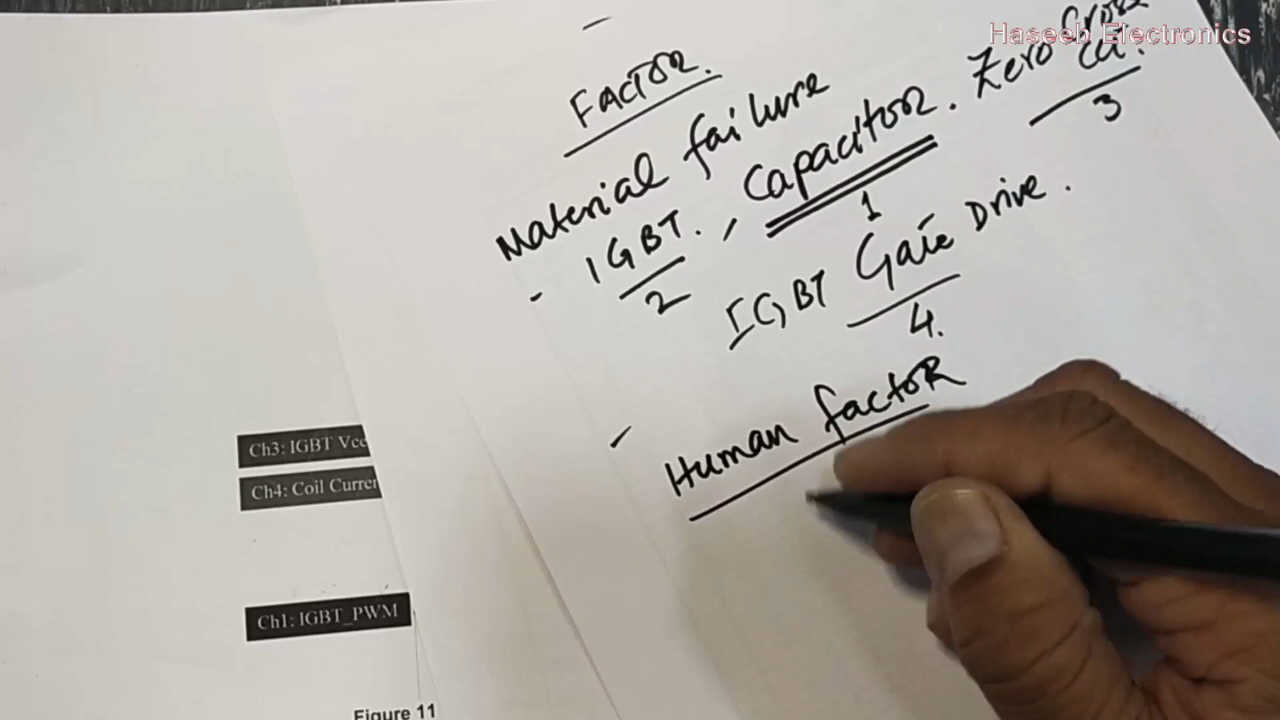 Haseeb Electronics
FACTOR.
Material failure
- IGBT. , Capacitor. Zero Cross
2 1 3
IGBT Gate Drive.
4.
Human factoR
Ch3: IGBT Vce
Ch4: Coil Curren
Ch1: IGBT_PWM
Figure 11